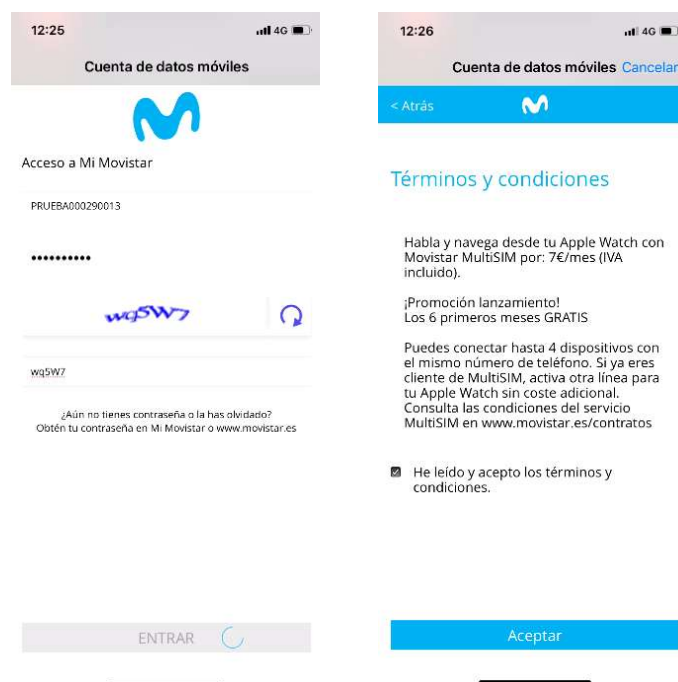 12:25
4G
Cuenta de datos móviles
Acceso a Mi Movistar
PRUEBA000290013
••••••••••
wq5W7
wq5W7
¿Aún no tienes contraseña o la has olvidado?
Obtén tu contraseña en Mi Movistar o www.movistar.es
ENTRAR
12:26
4G
Cuenta de datos móviles Cancelar
< Atrás
Términos y condiciones
Habla y navega desde tu Apple Watch con
Movistar MultiSIM por: 7€/mes (IVA
incluido).
¡Promoción lanzamiento!
Los 6 primeros meses GRATIS
Puedes conectar hasta 4 dispositivos con
el mismo número de teléfono. Si ya eres
cliente de MultiSIM, activa otra línea para
tu Apple Watch sin coste adicional.
Consulta las condiciones del servicio
MultiSIM en www.movistar.es/contratos
He leído y acepto los términos y
condiciones.
Aceptar